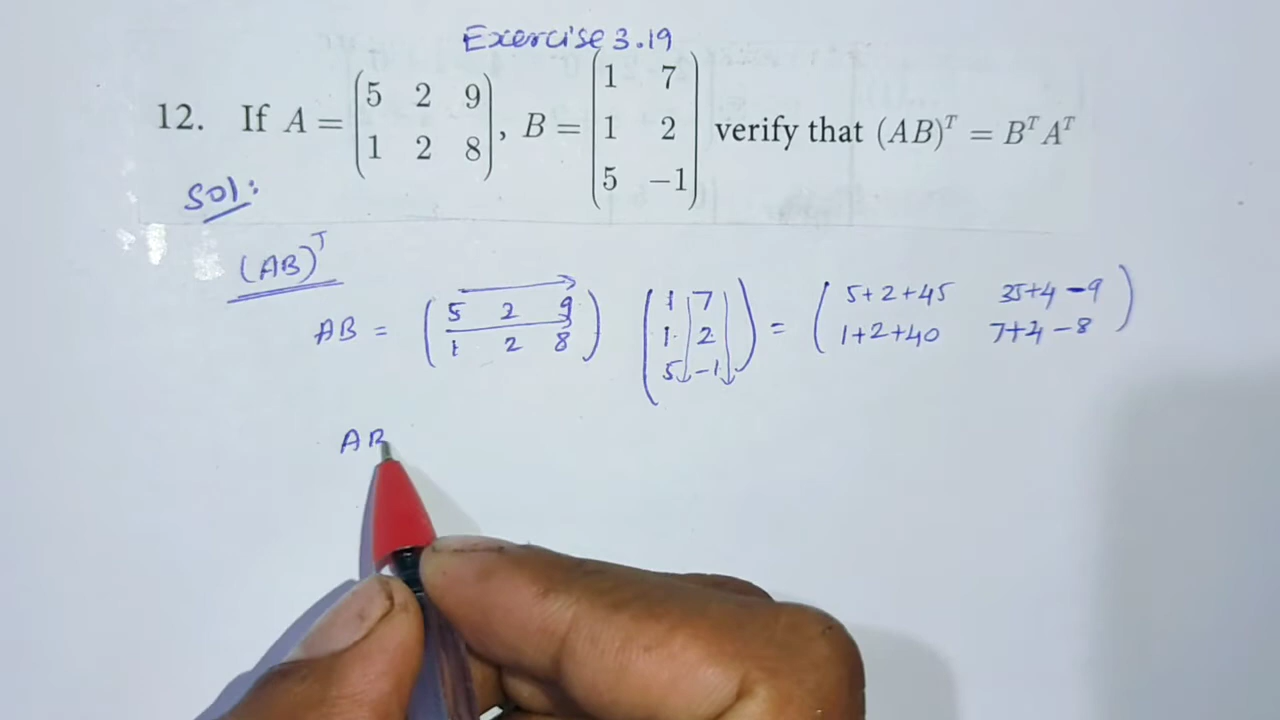 Exercise 3.19
12. If A = (5 2 9
1 2 8), B = (1 7
1 2
5 −1) verify that (AB)ᵀ = BᵀAᵀ
Sol:
(AB)ᵀ
AB = (5 2 9
1 2 8) (1 7
1 2
5 -1) = (5+2+45 35+4-9
1+2+40 7+4-8)
AB